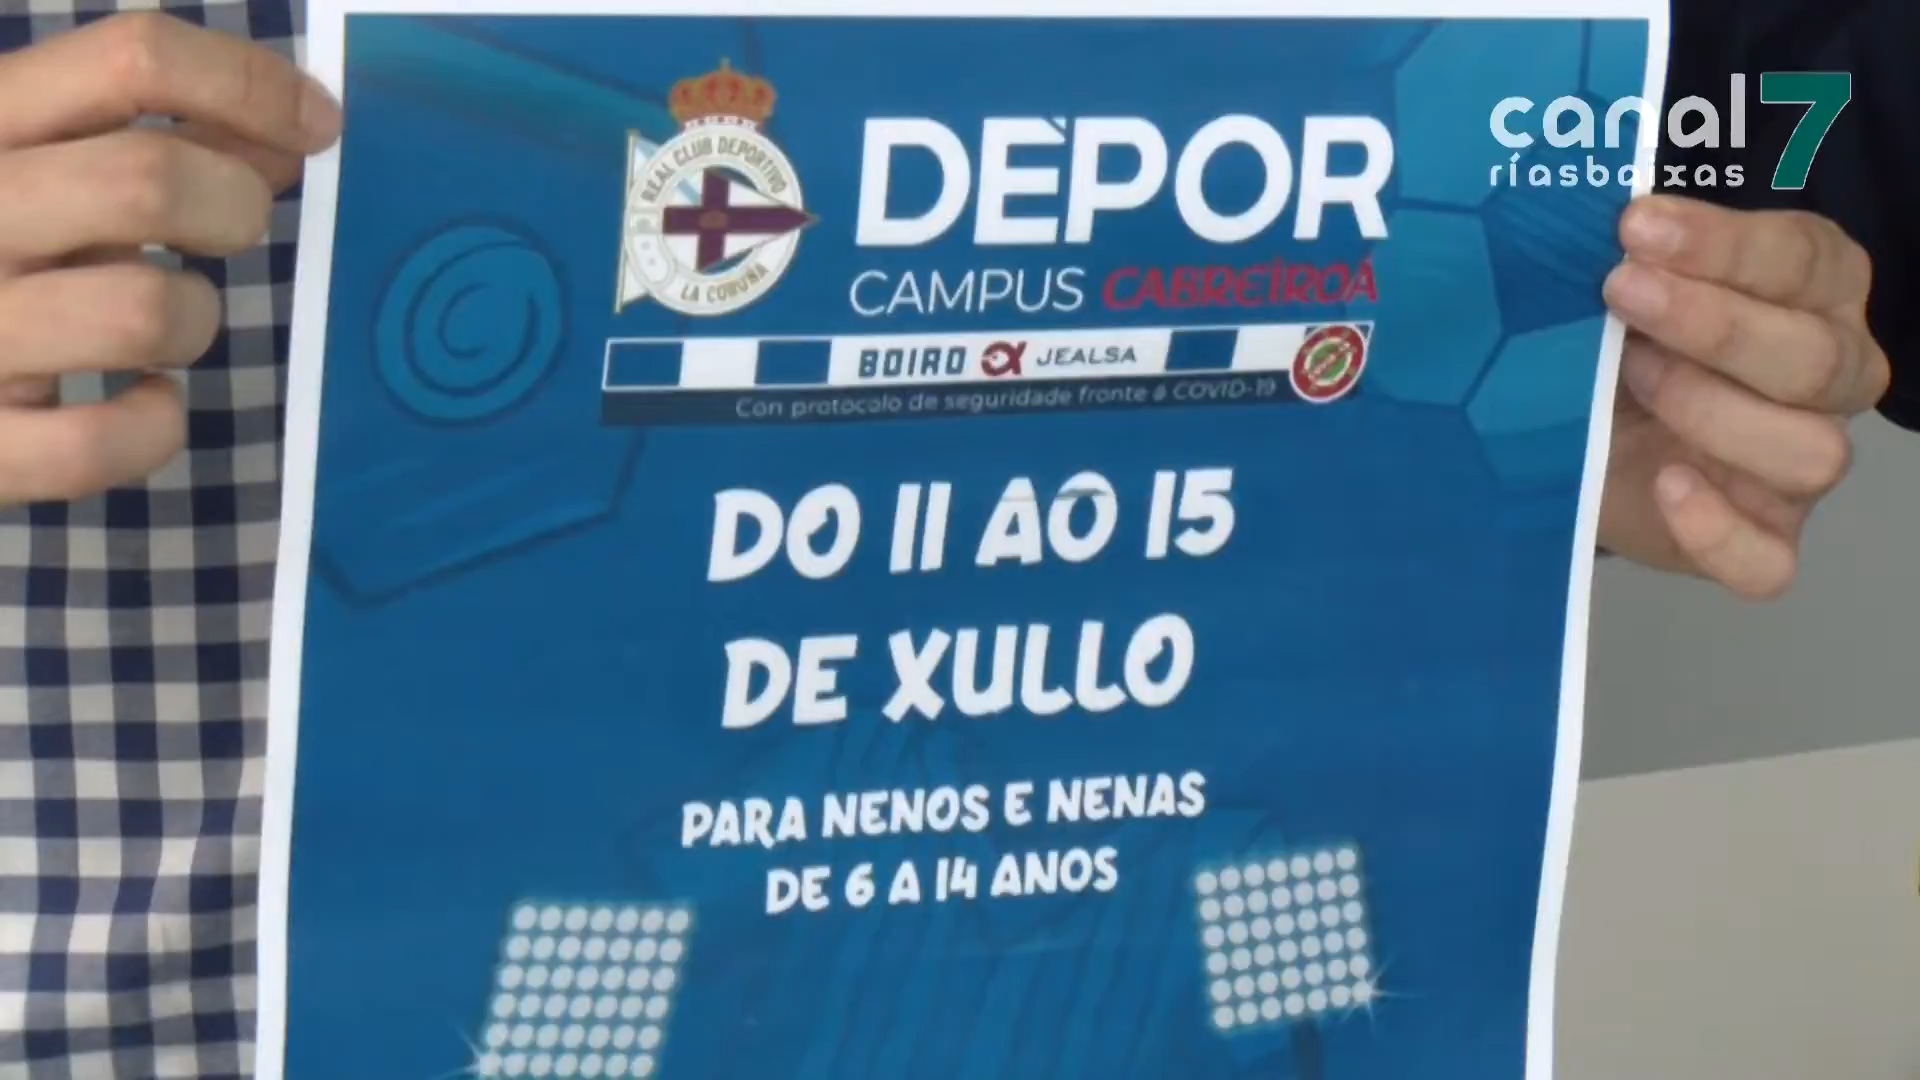 canal 7
ríasbaixas
REAL CLUB DEPORTIVO
LA CORUÑA
DÉPOR
CAMPUS CABREIROÁ
BOIRO JEALSA
Con protocolo de seguridade fronte á COVID-19
DO 11 AO 15
DE XULLO
PARA NENOS E NENAS
DE 6 A 14 ANOS